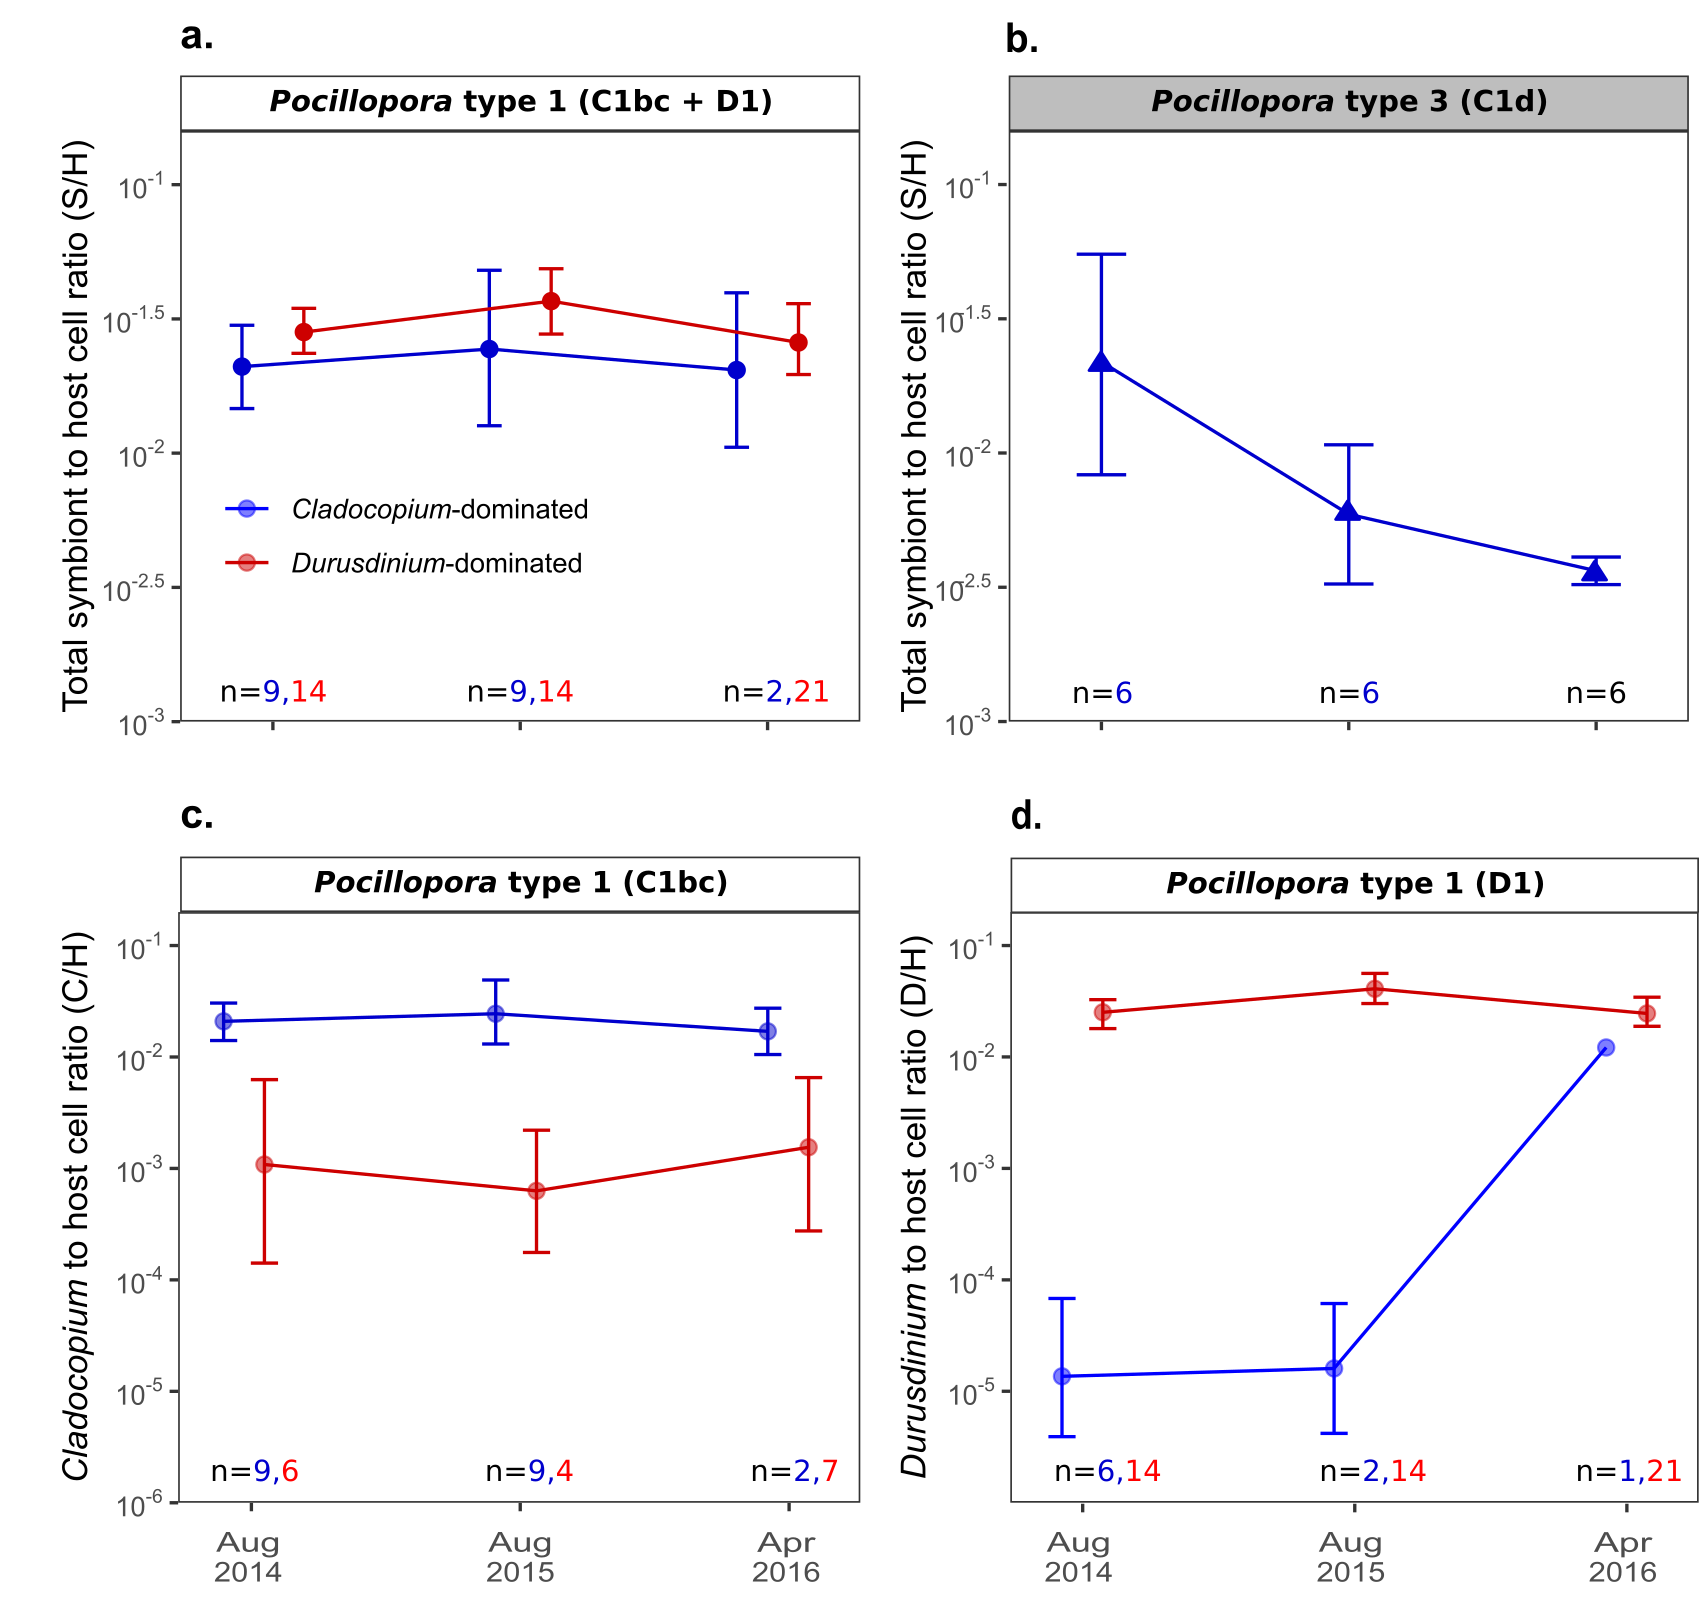 a.
Pocillopora type 1 (C1bc + D1)
Total symbiont to host cell ratio (S/H)
10-1
10-1.5
10-2
10-2.5
10-3
Cladocopium-dominated
Durusdinium-dominated
n=9,14
n=9,14
n=2,21
b.
Pocillopora type 3 (C1d)
Total symbiont to host cell ratio (S/H)
10-1
10-1.5
10-2
10-2.5
10-3
n=6
n=6
n=6
c.
Pocillopora type 1 (C1bc)
Cladocopium to host cell ratio (C/H)
10-1
10-2
10-3
10-4
10-5
10-6
n=9,6
n=9,4
n=2,7
Aug
2014
Aug
2015
Apr
2016
d.
Pocillopora type 1 (D1)
Durusdinium to host cell ratio (D/H)
10-1
10-2
10-3
10-4
10-5
n=6,14
n=2,14
n=1,21
Aug
2014
Aug
2015
Apr
2016